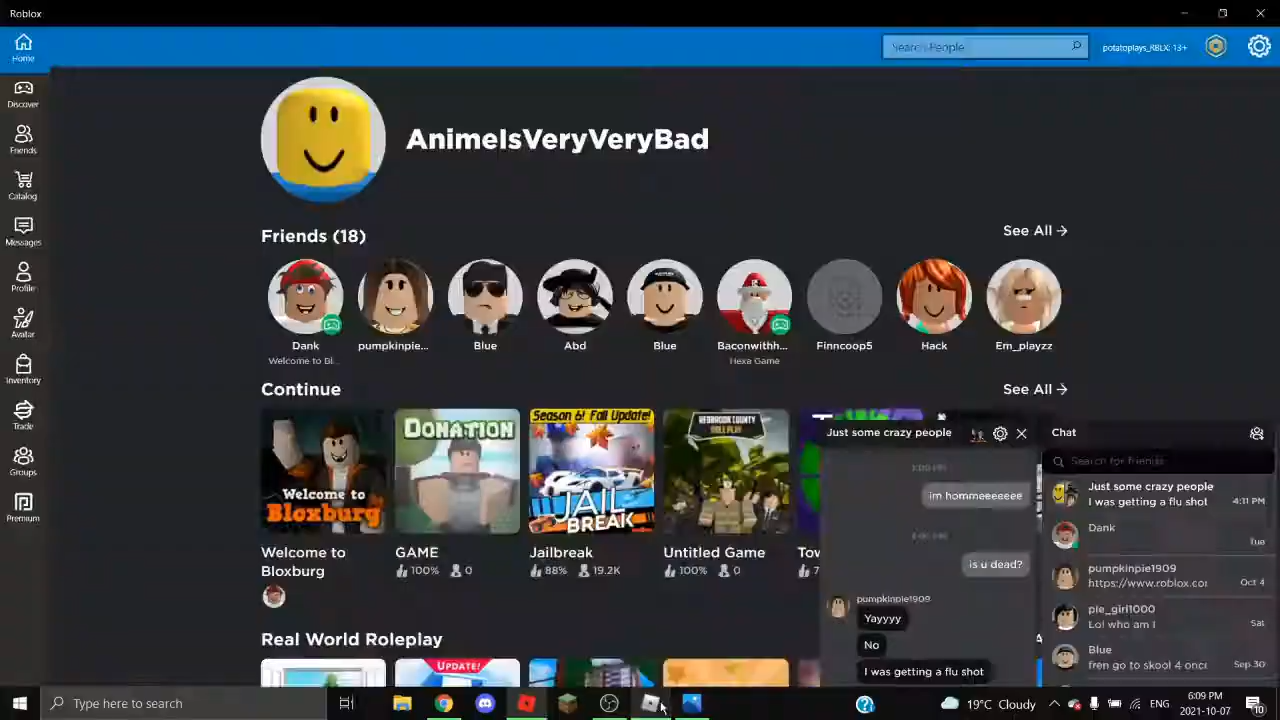 Roblox
Home
Search People
potatoplays_RBLX: 13+
Discover
Friends
Catalog
Messages
Profile
Avatar
Inventory
Trade
Groups
Premium
AnimeIsVeryVeryBad
Friends (18)
See All →
Dank
pumpkinpie...
Blue
Abd
Blue
Baconwithh...
Finncoop5
Hack
Em_playzz
Welcome to Bl...
Hexa Game
Continue
See All →
Welcome to
Bloxburg
DONATION
Season 6! Fall Update!
JAIL
BREAK
REDBROOK COUNTY
ROLEPLAY
Welcome to
Bloxburg
GAME
100% 0
Jailbreak
88% 19.2K
Untitled Game
100% 0
Real World Roleplay
UPDATE!
Just some crazy people
im hommeeeeeee
is u dead?
pumpkinpie1909
Yayyyy
No
I was getting a flu shot
Chat
Search for friends
Just some crazy people
I was getting a flu shot 4:11 PM
Dank
Tue
pumpkinpie1909
https://www.roblox.co Oct 4
pie_girl1000
Lol who am I Sat
Blue
fren go to skool 4 onc Sep 30
Type here to search
19°C Cloudy
ENG
6:09 PM
2021-10-07
10